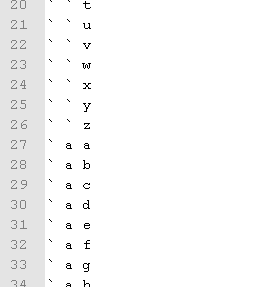 20 ` ` t
21 ` ` u
22 ` ` v
23 ` ` w
24 ` ` x
25 ` ` y
26 ` ` z
27 ` a a
28 ` a b
29 ` a c
30 ` a d
31 ` a e
32 ` a f
33 ` a g
34 ` a h